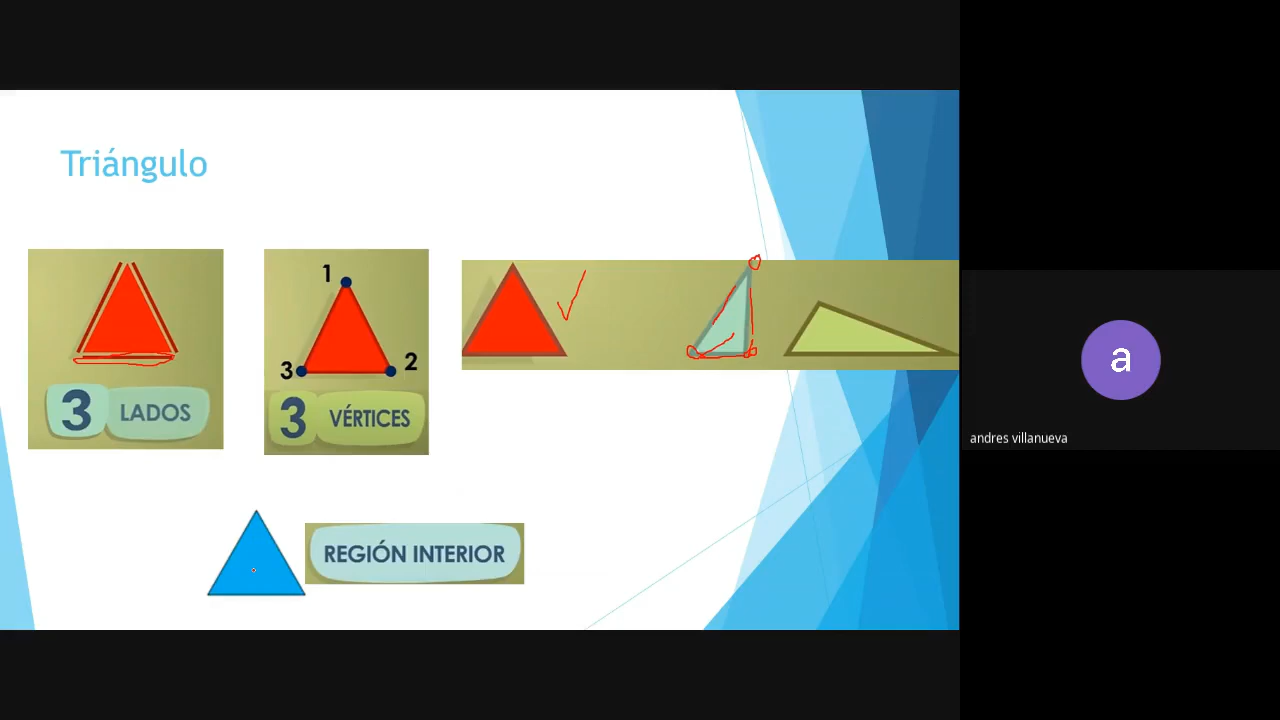 Triángulo
3 LADOS
1
2
3
3 VÉRTICES
REGIÓN INTERIOR
a
andres villanueva